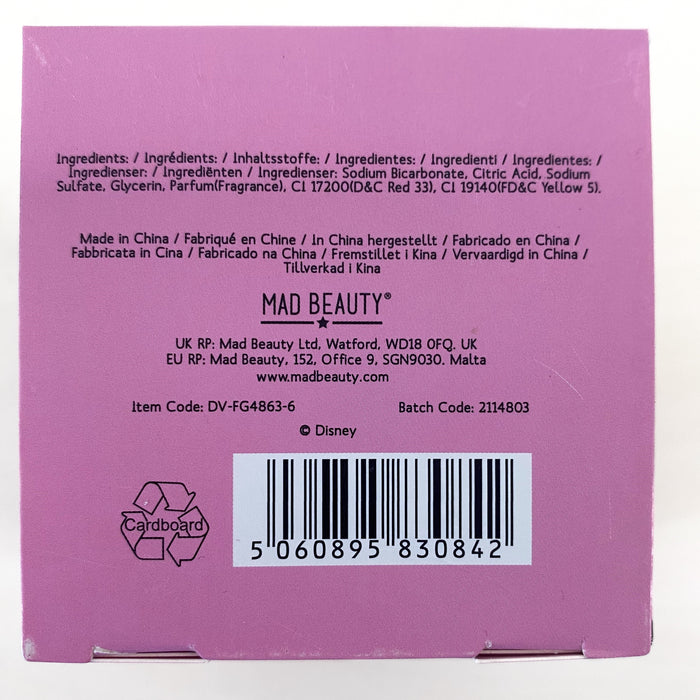 Ingredients: / Ingrédients: / Inhaltsstoffe: / Ingredientes: / Ingredienti / Ingredientes: /
Ingredienser: / Ingrediënten / Ingredienser: Sodium Bicarbonate, Citric Acid, Sodium
Sulfate, Glycerin, Parfum(Fragrance), C.I 17200(D&C Red 33), C.I 19140(FD&C Yellow 5).
Made in China / Fabriqué en Chine / In China hergestellt / Fabricado en China /
Fabbricata in Cina / Fabricado na China / Fremstillet i Kina / Vervaardigd in China /
Tillverkad i Kina
MAD BEAUTY®
UK RP: Mad Beauty Ltd, Watford, WD18 0FQ. UK
EU RP: Mad Beauty, 152, Office 9, SGN9030. Malta
www.madbeauty.com
Item Code: DV-FG4863-6 Batch Code: 2114803
© Disney
Cardboard
5 060895 830842